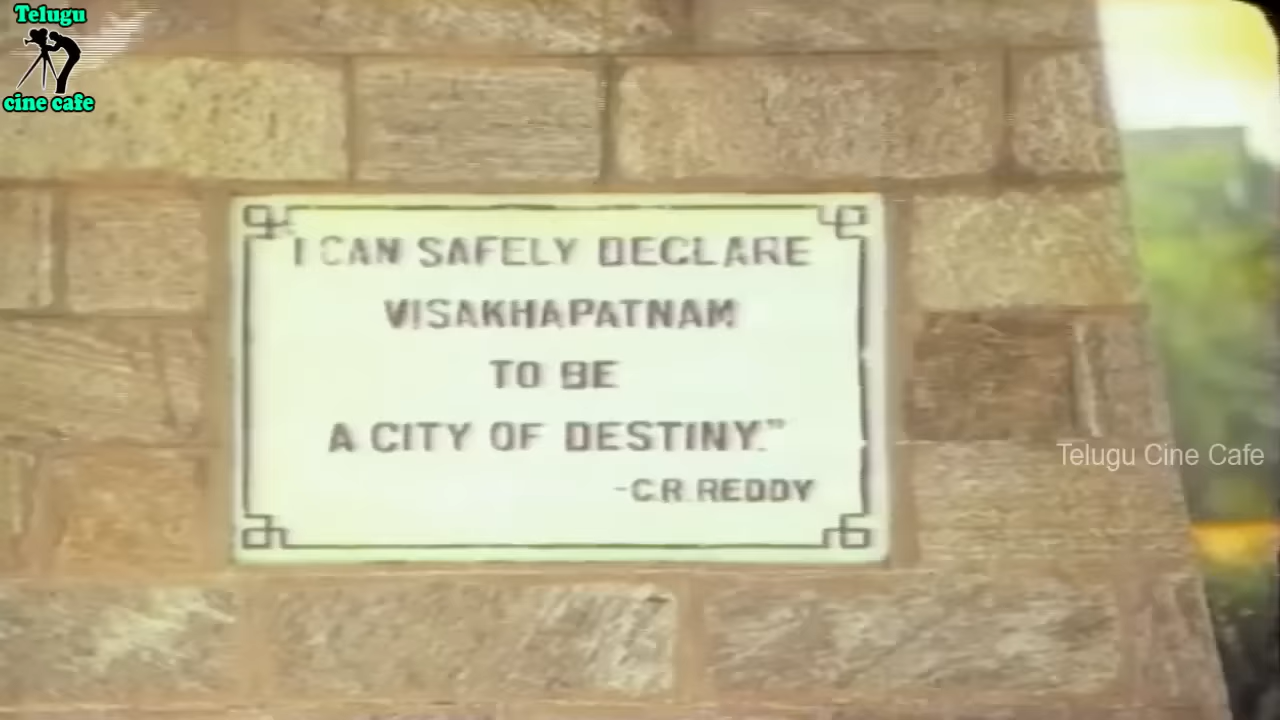 Telugu
cine cafe
"I CAN SAFELY DECLARE
VISAKHAPATNAM
TO BE
A CITY OF DESTINY."
-C.R. REDDY
Telugu Cine Cafe